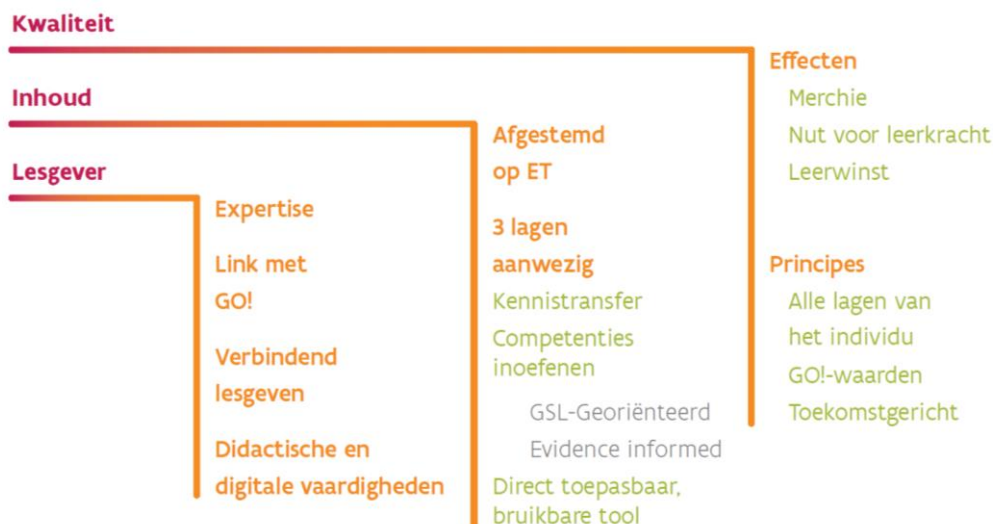 Kwaliteit
Inhoud
Lesgever
Expertise
Link met
GO!
Verbindend
lesgeven
Didactische en
digitale vaardigheden
Afgestemd
op ET
3 lagen
aanwezig
Kennistransfer
Competenties
inoefenen
GSL-Georiënteerd
Evidence informed
Direct toepasbaar,
bruikbare tool
Effecten
Merchie
Nut voor leerkracht
Leerwinst
Principes
Alle lagen van
het individu
GO!-waarden
Toekomstgericht